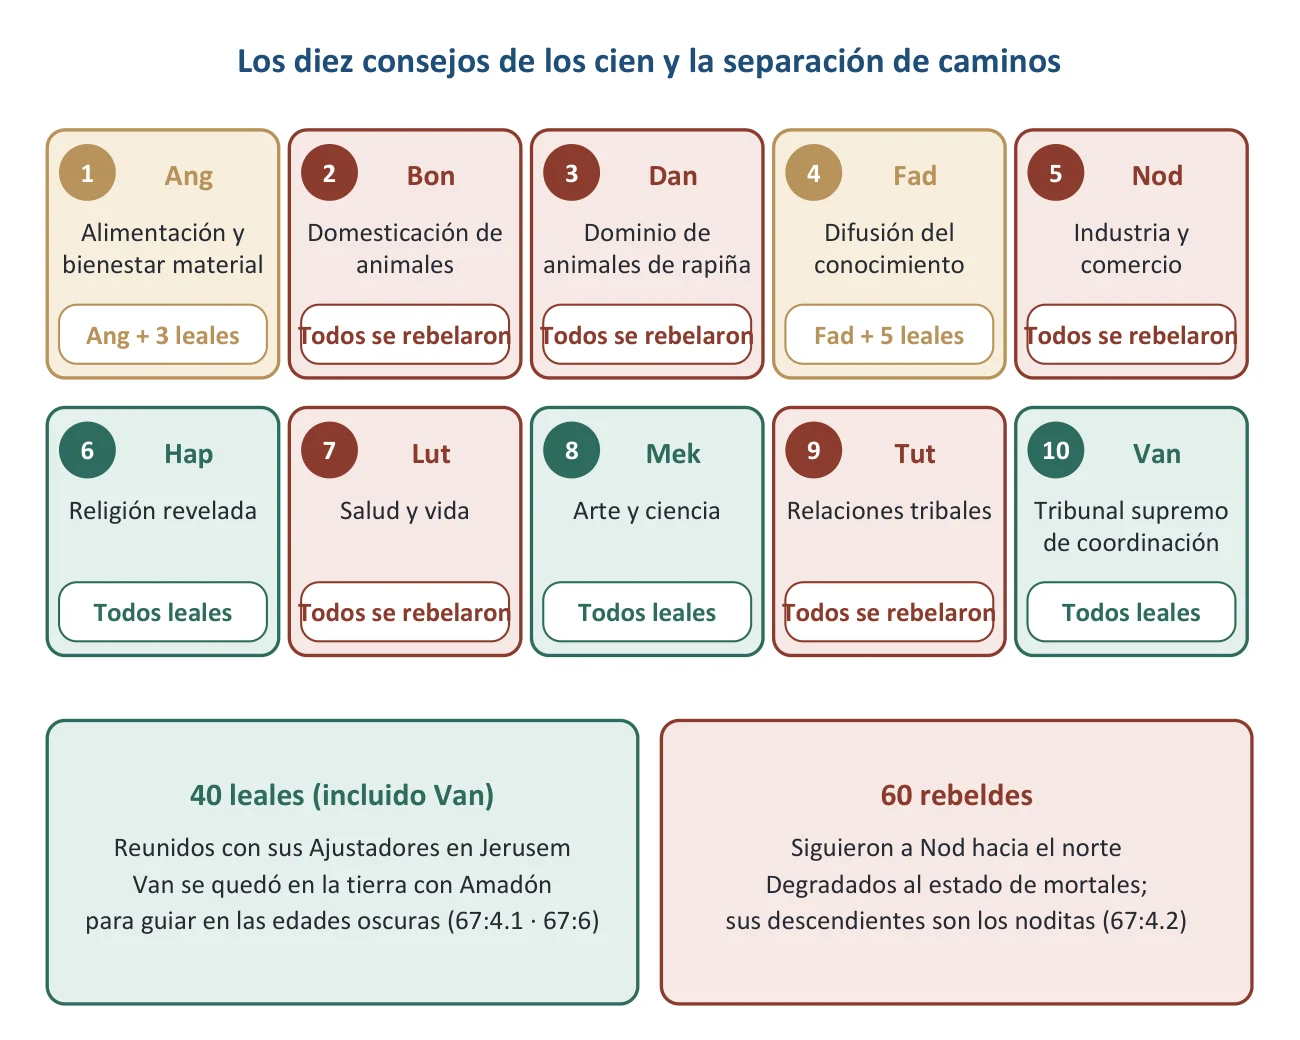 Los diez consejos de los cien y la separación de caminos
1
Ang
Alimentación y
bienestar material
Ang + 3 leales
2
Bon
Domesticación de
animales
Todos se rebelaron
3
Dan
Dominio de
animales de rapiña
Todos se rebelaron
4
Fad
Difusión del
conocimiento
Fad + 5 leales
5
Nod
Industria y
comercio
Todos se rebelaron
6
Hap
Religión revelada
Todos leales
7
Lut
Salud y vida
Todos se rebelaron
8
Mek
Arte y ciencia
Todos leales
9
Tut
Relaciones tribales
Todos se rebelaron
10
Van
Tribunal supremo
de coordinación
Todos leales
40 leales (incluido Van)
Reunidos con sus Ajustadores en Jerusem
Van se quedó en la tierra con Amadón
para guiar en las edades oscuras (67:4.1 · 67:6)
60 rebeldes
Siguieron a Nod hacia el norte
Degradados al estado de mortales;
sus descendientes son los noditas (67:4.2)